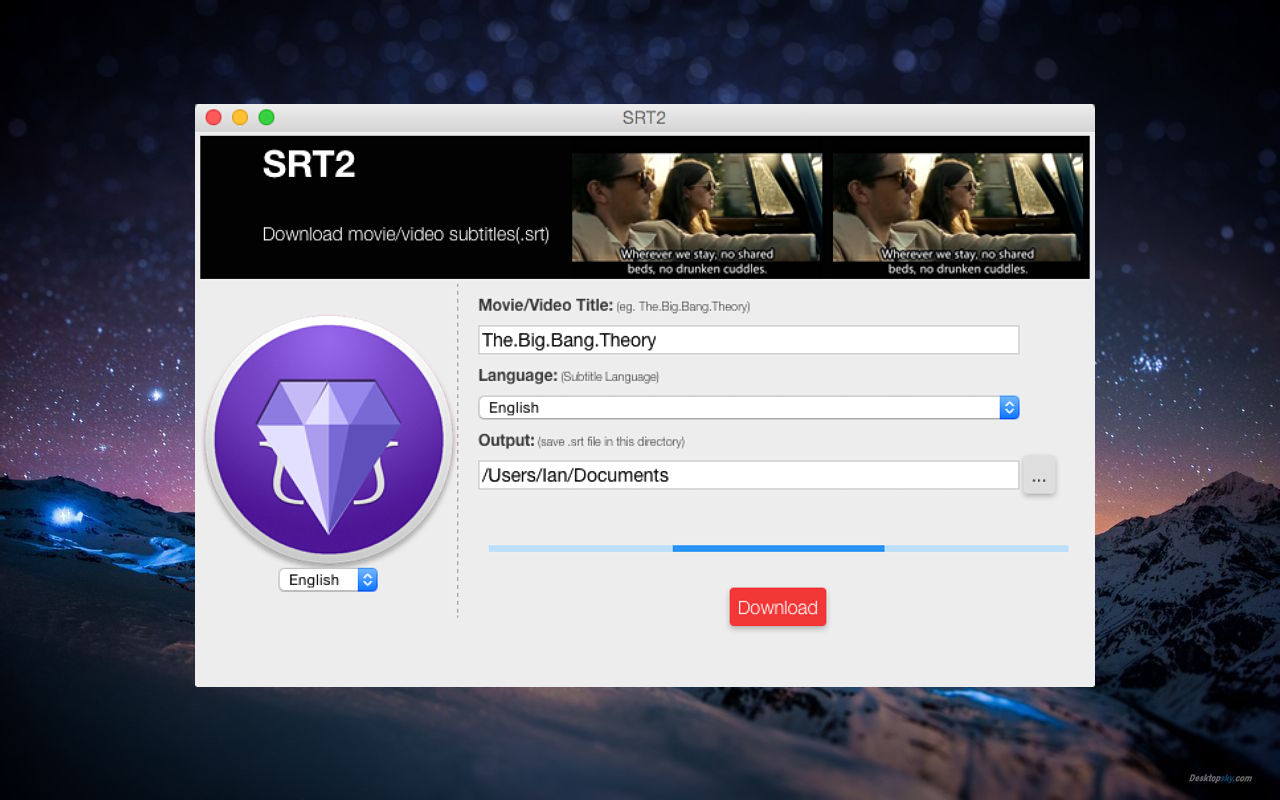 SRT2
SRT2
Download movie/video subtitles(.srt)
Wherever we stay, no shared
beds, no drunken cuddles.
Wherever we stay, no shared
beds, no drunken cuddles.
Movie/Video Title: (eg. The.Big.Bang.Theory)
The.Big.Bang.Theory
Language: (Subtitle Language)
English
Output: (save .srt file in this directory)
/Users/Ian/Documents
...
English
Download
Desktopsky.com